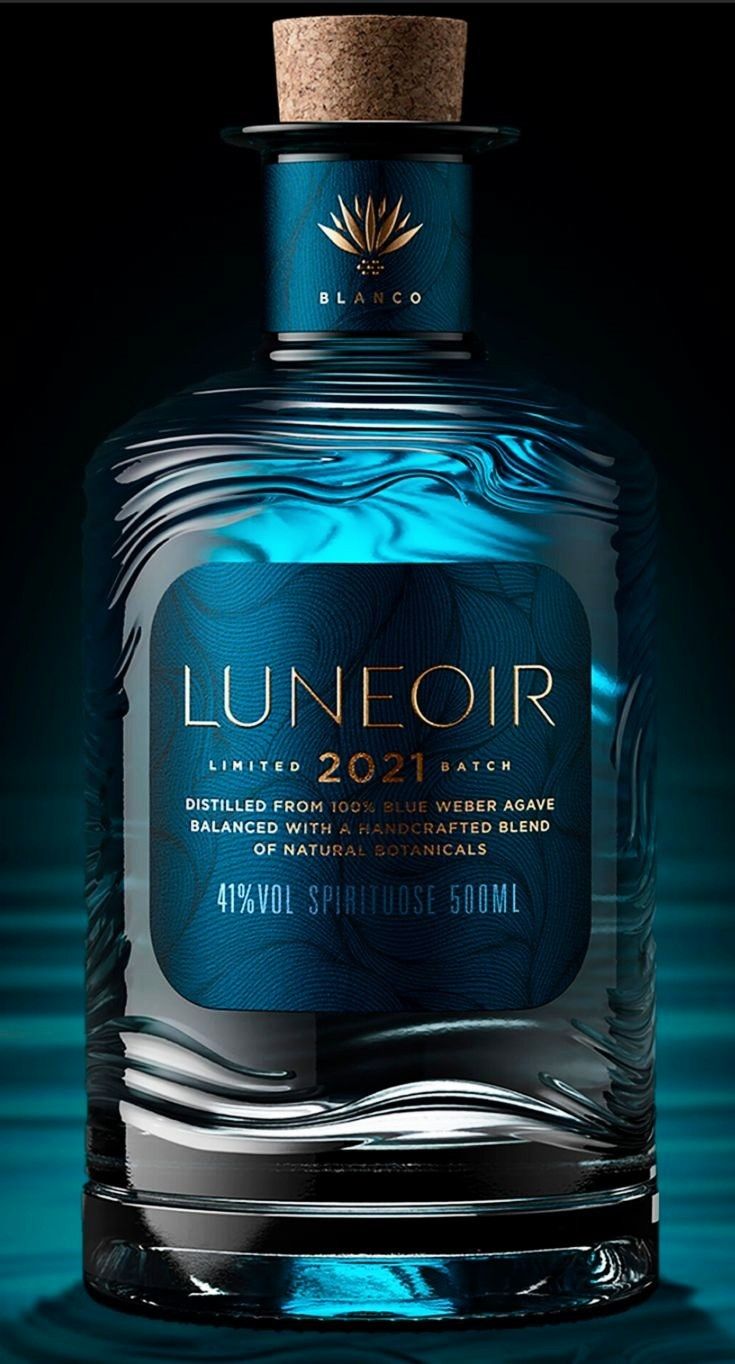 BLANCO
LUNEOIR
LIMITED 2021 BATCH
DISTILLED FROM 100% BLUE WEBER AGAVE
BALANCED WITH A HANDCRAFTED BLEND
OF NATURAL BOTANICALS
41%VOL SPIRITUOSE 500ML